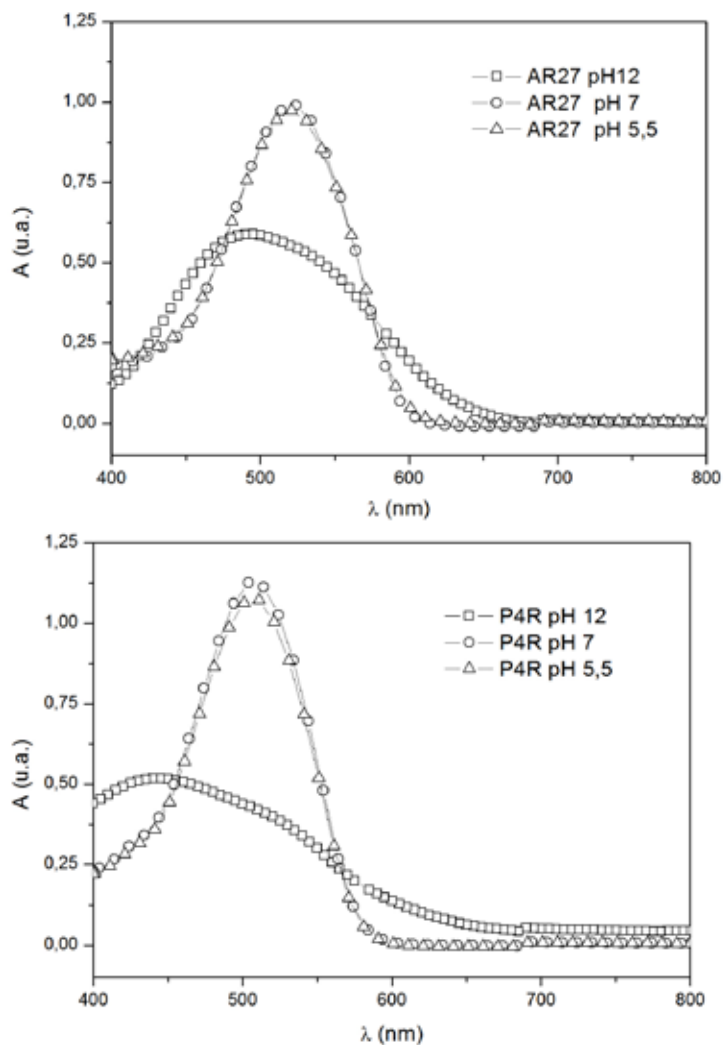 1,25
1,00
0,75
0,50
0,25
0,00
A (u.a.)
AR27 pH12
AR27 pH 7
AR27 pH 5,5
400 500 600 700 800
λ (nm)
1,25
1,00
0,75
0,50
0,25
0,00
A (u.a.)
P4R pH 12
P4R pH 7
P4R pH 5,5
400 500 600 700 800
λ (nm)